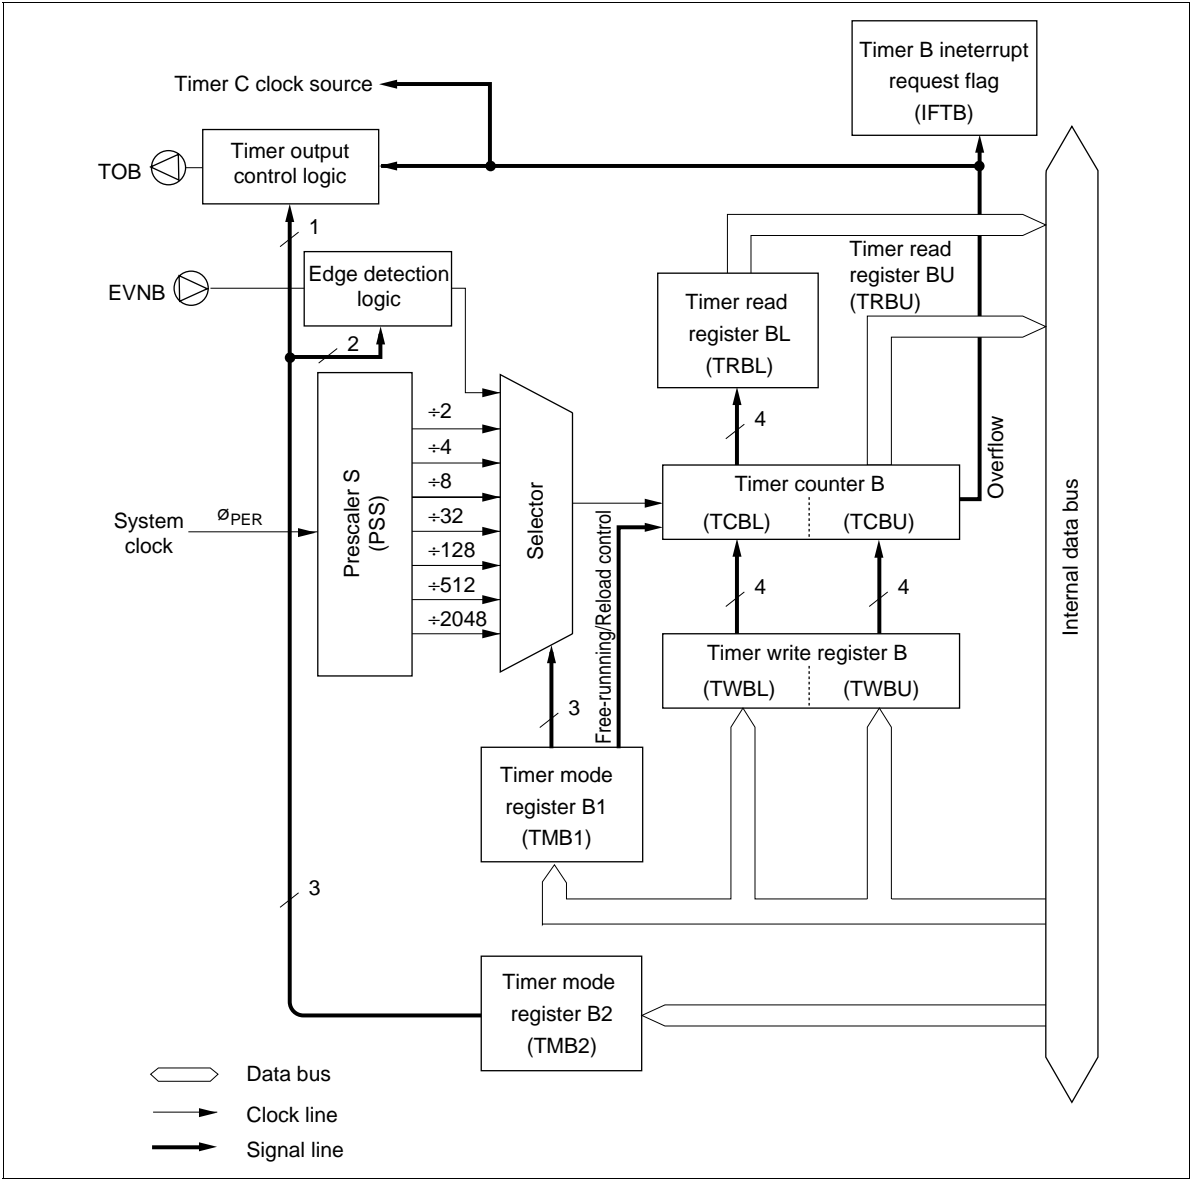 Timer B ineterrupt
request flag
(IFTB)
Timer C clock source
Timer output
control logic
TOB
1
Edge detection
logic
EVNB
2
Timer read
register BU
(TRBU)
Timer read
register BL
(TRBL)
4
Overflow
÷2
÷4
÷8
÷32
÷128
÷512
÷2048
Prescaler S
(PSS)
Selector
System
clock
øPER
Timer counter B
(TCBL)
(TCBU)
Free-runnning/Reload control
4
4
Timer write register B
(TWBL)
(TWBU)
Internal data bus
3
Timer mode
register B1
(TMB1)
3
Timer mode
register B2
(TMB2)
Data bus
Clock line
Signal line